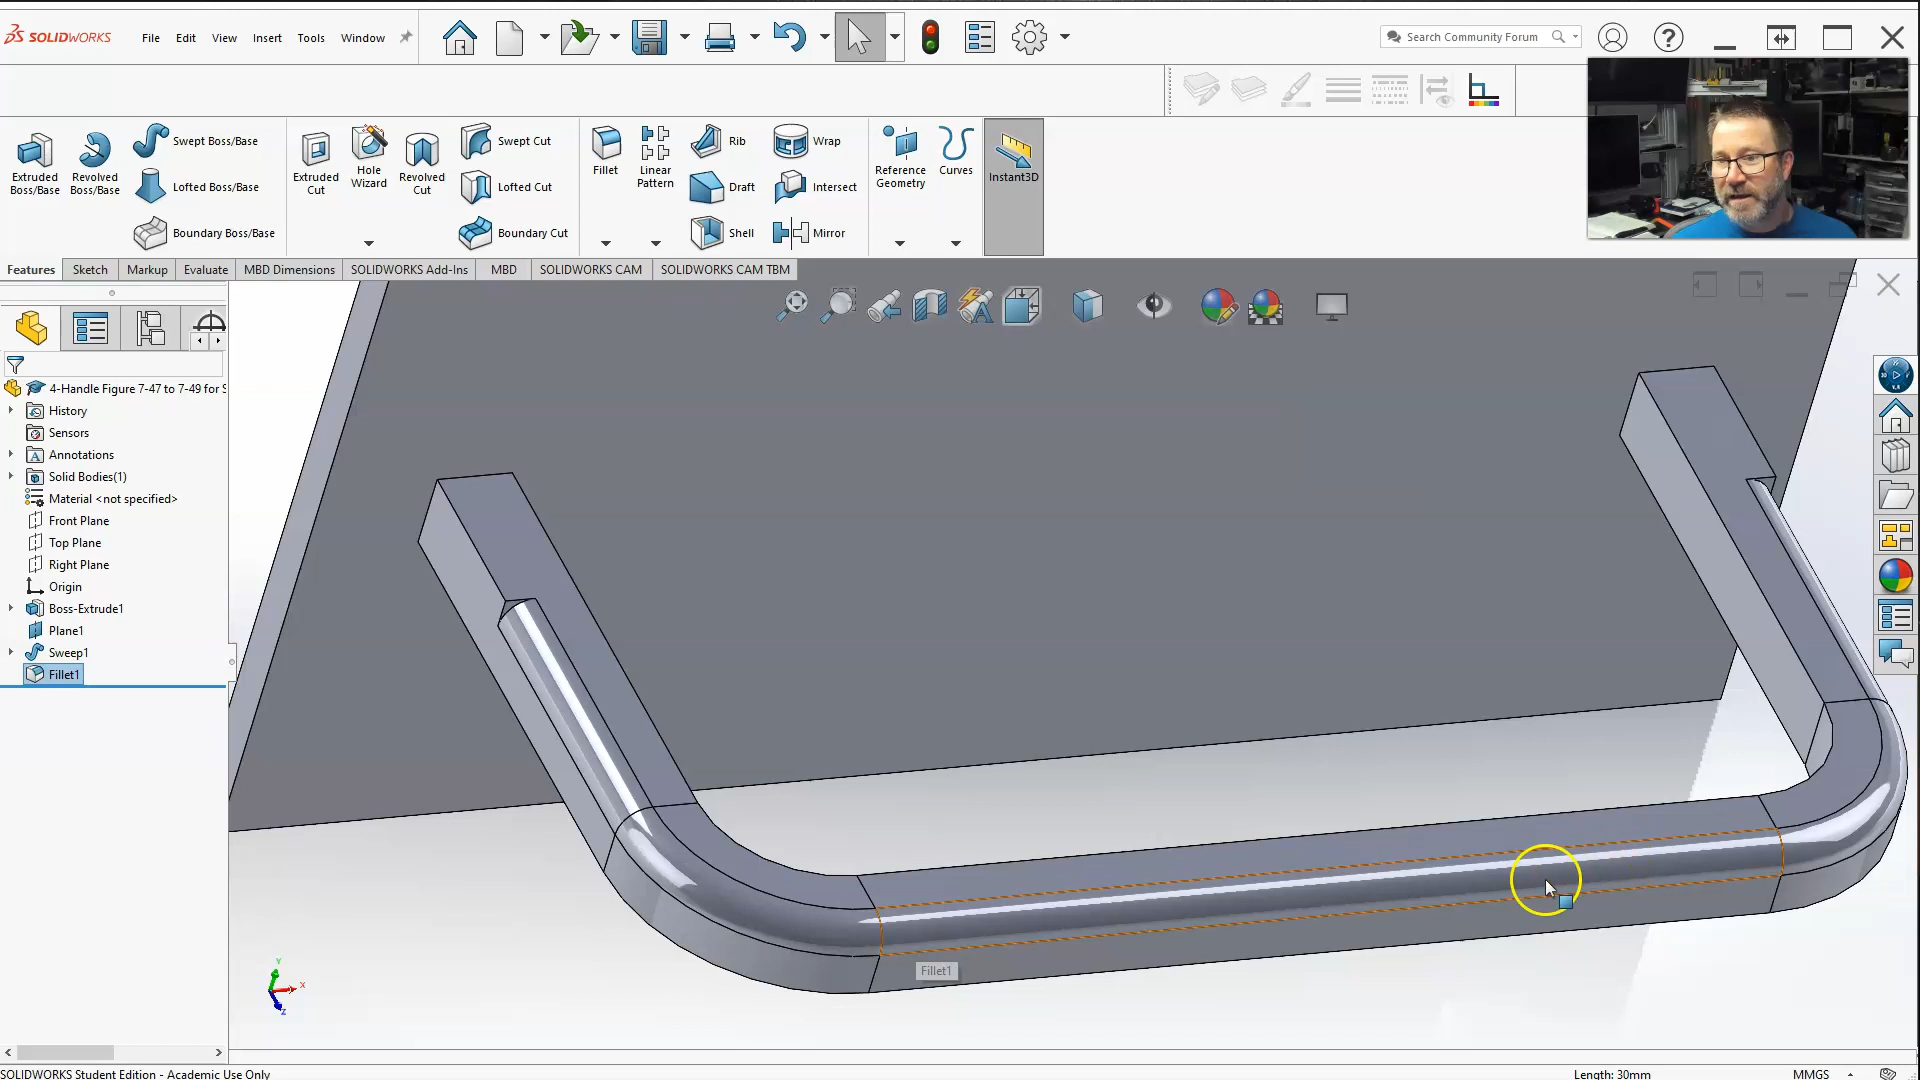 SOLIDWORKS
File Edit View Insert Tools Window
Search Community Forum
Extruded Boss/Base
Revolved Boss/Base
Swept Boss/Base
Lofted Boss/Base
Boundary Boss/Base
Extruded Cut
Hole Wizard
Revolved Cut
Swept Cut
Lofted Cut
Boundary Cut
Fillet
Linear Pattern
Rib
Draft
Shell
Wrap
Intersect
Mirror
Reference Geometry
Curves
Instant3D
Features Sketch Markup Evaluate MBD Dimensions SOLIDWORKS Add-Ins MBD SOLIDWORKS CAM SOLIDWORKS CAM TBM
4-Handle Figure 7-47 to 7-49 for S
History
Sensors
Annotations
Solid Bodies(1)
Material <not specified>
Front Plane
Top Plane
Right Plane
Origin
Boss-Extrude1
Plane1
Sweep1
Fillet1
Fillet1
Y
X
Z
SOLIDWORKS Student Edition - Academic Use Only
Length: 30mm
MMGS